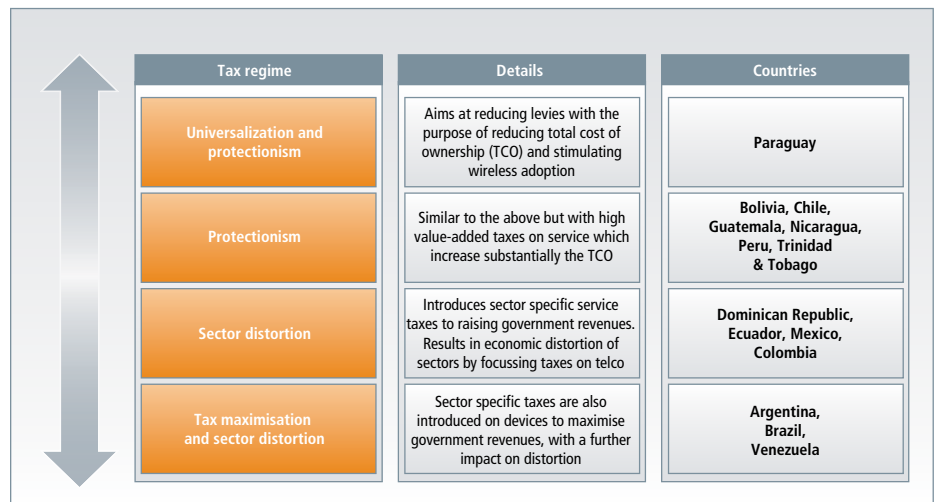 Tax regime
Details
Countries
Universalization and
protectionism
Aims at reducing levies with the
purpose of reducing total cost of
ownership (TCO) and stimulating
wireless adoption
Paraguay
Protectionism
Similar to the above but with high
value-added taxes on service which
increase substantially the TCO
Bolivia, Chile,
Guatemala, Nicaragua,
Peru, Trinidad
& Tobago
Sector distortion
Introduces sector specific service
taxes to raising government revenues.
Results in economic distortion of
sectors by focussing taxes on telco
Dominican Republic,
Ecuador, Mexico,
Colombia
Tax maximisation
and sector distortion
Sector specific taxes are also
introduced on devices to maximise
government revenues, with a further
impact on distortion
Argentina,
Brazil,
Venezuela